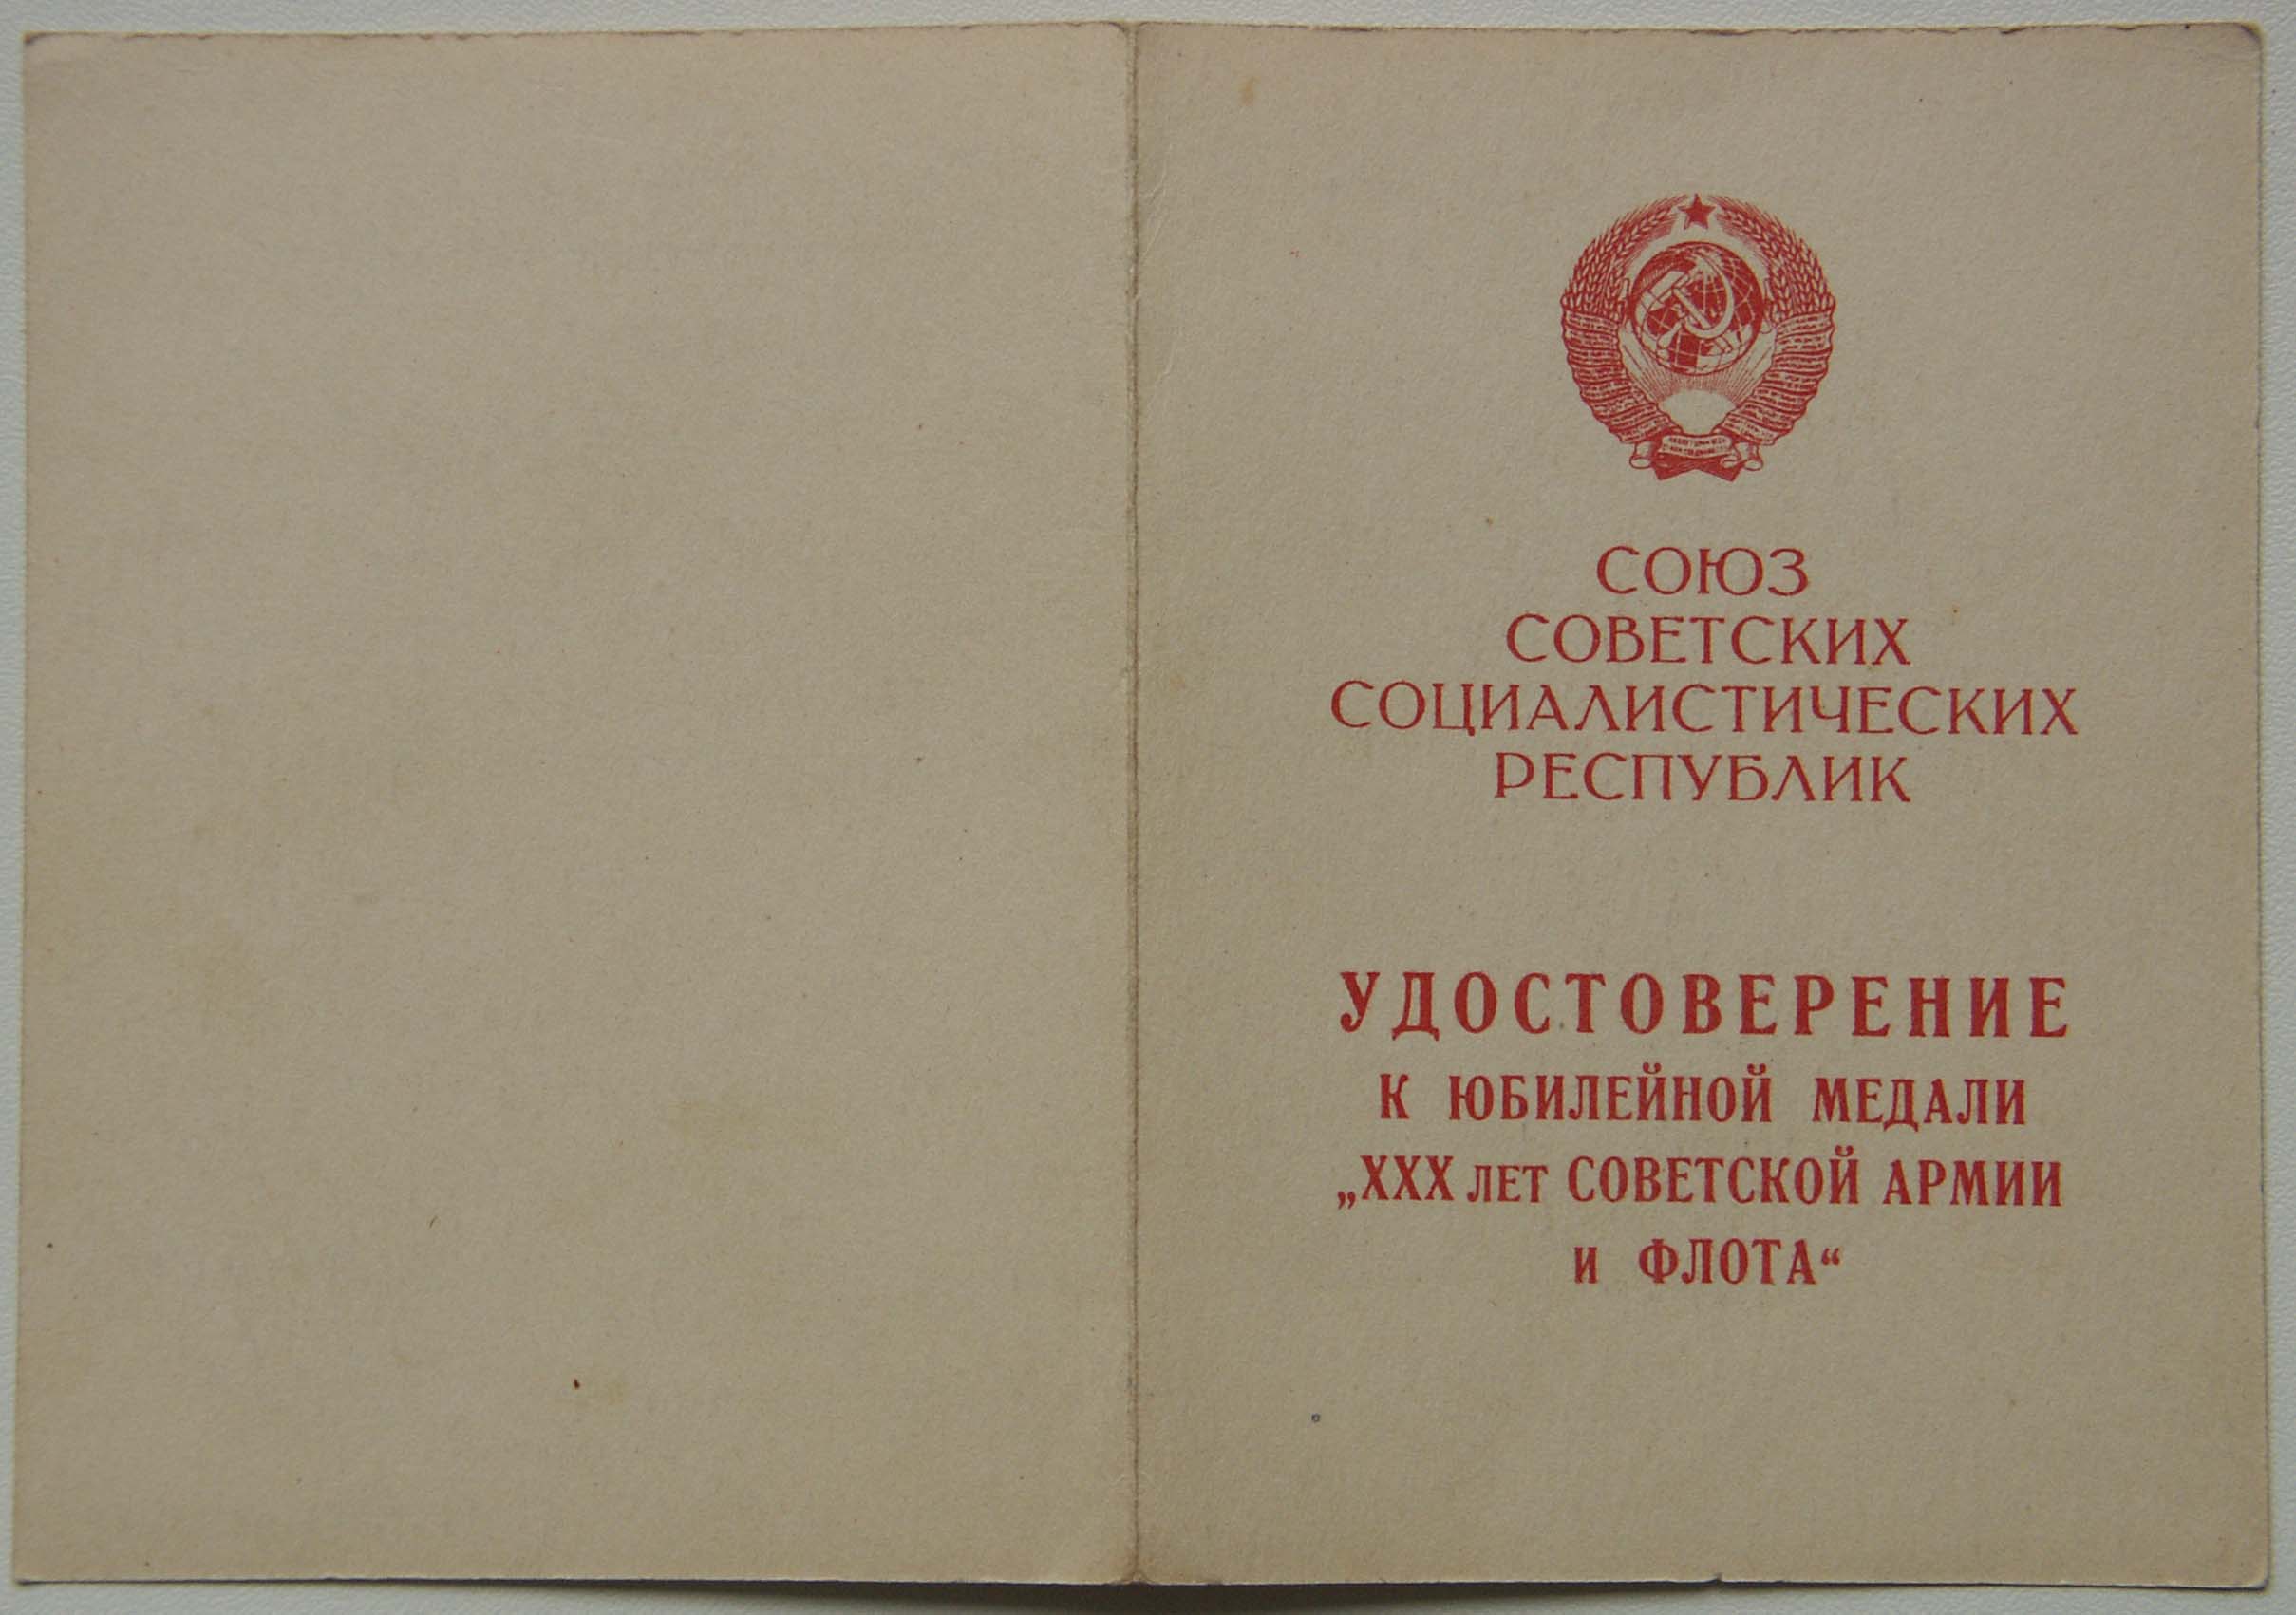 СОЮЗ
СОВЕТСКИХ
СОЦИАЛИСТИЧЕСКИХ
РЕСПУБЛИК
УДОСТОВЕРЕНИЕ
К ЮБИЛЕЙНОЙ МЕДАЛИ
„XXX ЛЕТ СОВЕТСКОЙ АРМИИ
И ФЛОТА“